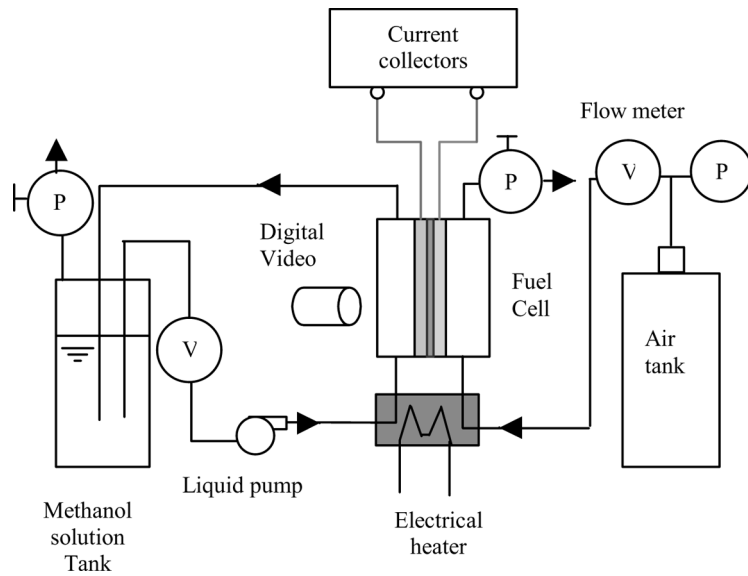 Current
collectors
Flow meter
P
P
V
P
Digital
Video
Fuel
Cell
V
Air
tank
Liquid pump
Methanol
solution
Tank
Electrical
heater